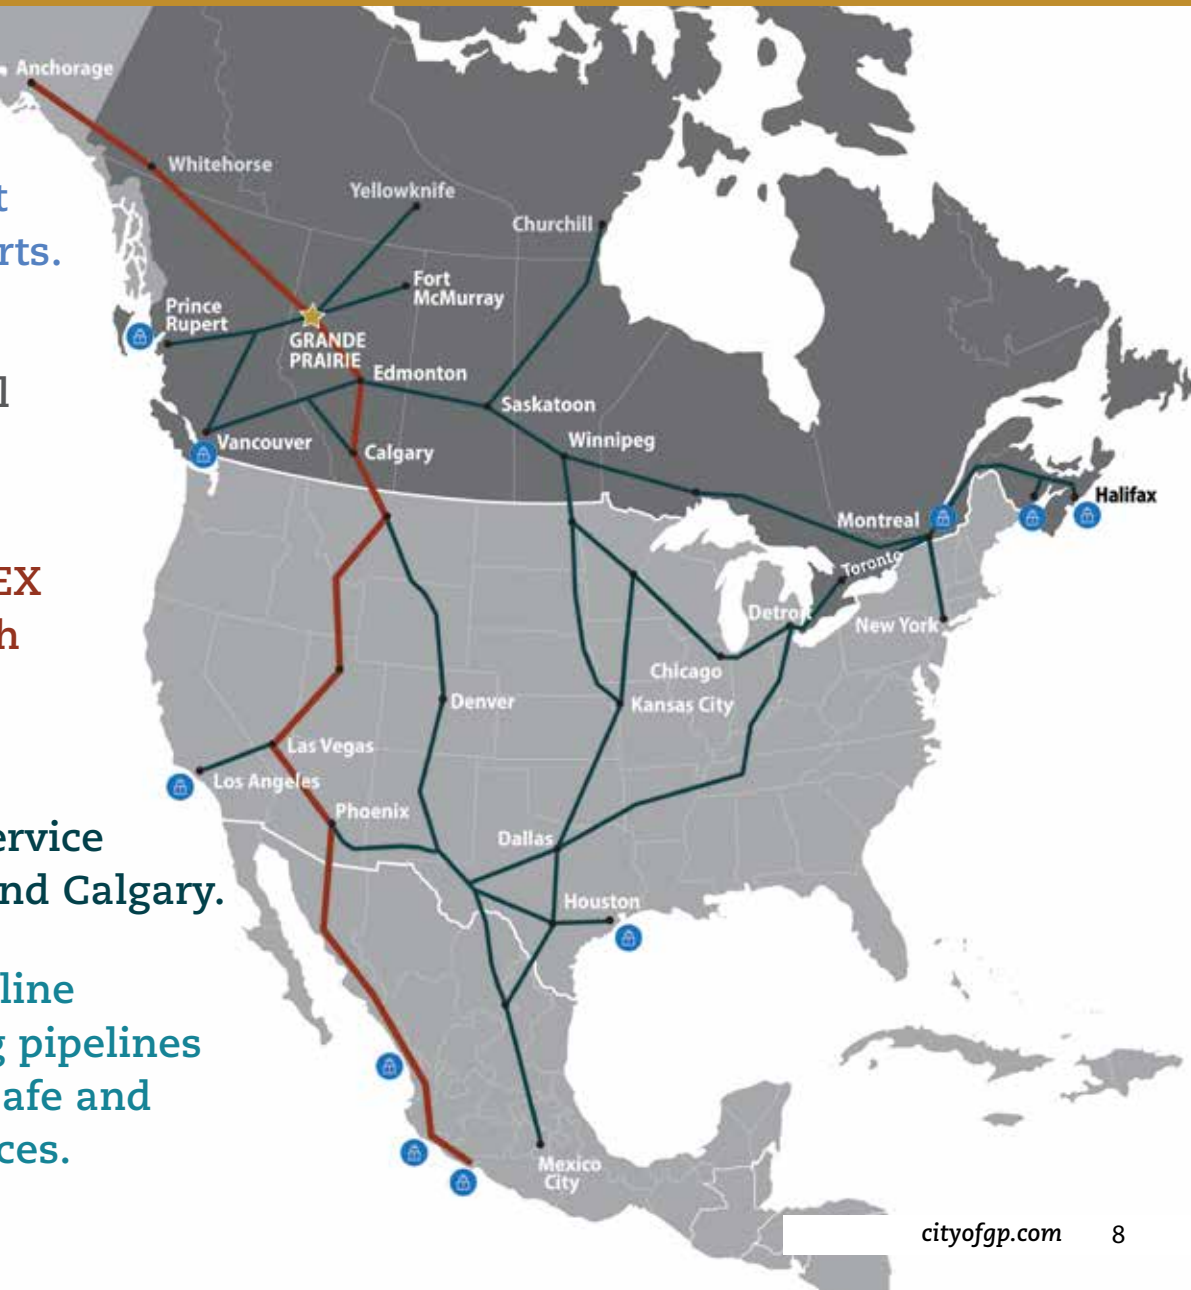 Anchorage
Whitehorse
Yellowknife
Churchill
t
rts.
Fort
McMurray
Prince
Rupert
GRANDE
PRAIRIE
Edmonton
l
Saskatoon
Vancouver
Calgary
Winnipeg
Halifax
Montreal
Toronto
EX
h
Detroit
New York
Chicago
Kansas City
Denver
Las Vegas
Los Angeles
Phoenix
ervice
nd Calgary.
Dallas
Houston
line
g pipelines
afe and
ces.
Mexico
City
cityofgp.com 8